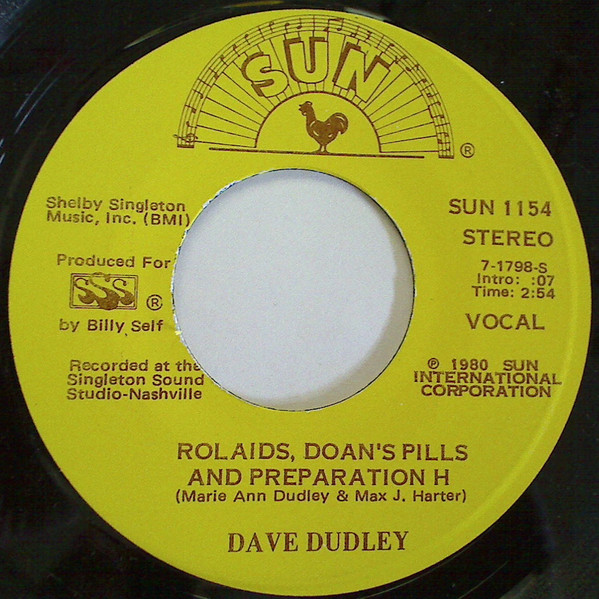 SUN
®
Shelby Singleton
Music, Inc. (BMI)
Produced For
SSS ®
by Billy Self
Recorded at the
Singleton Sound
Studio-Nashville
SUN 1154
STEREO
7-1798-S
Intro: :07
Time: 2:54
VOCAL
℗ 1980 SUN
INTERNATIONAL
CORPORATION
ROLAIDS, DOAN'S PILLS
AND PREPARATION H
(Marie Ann Dudley & Max J. Harter)
DAVE DUDLEY